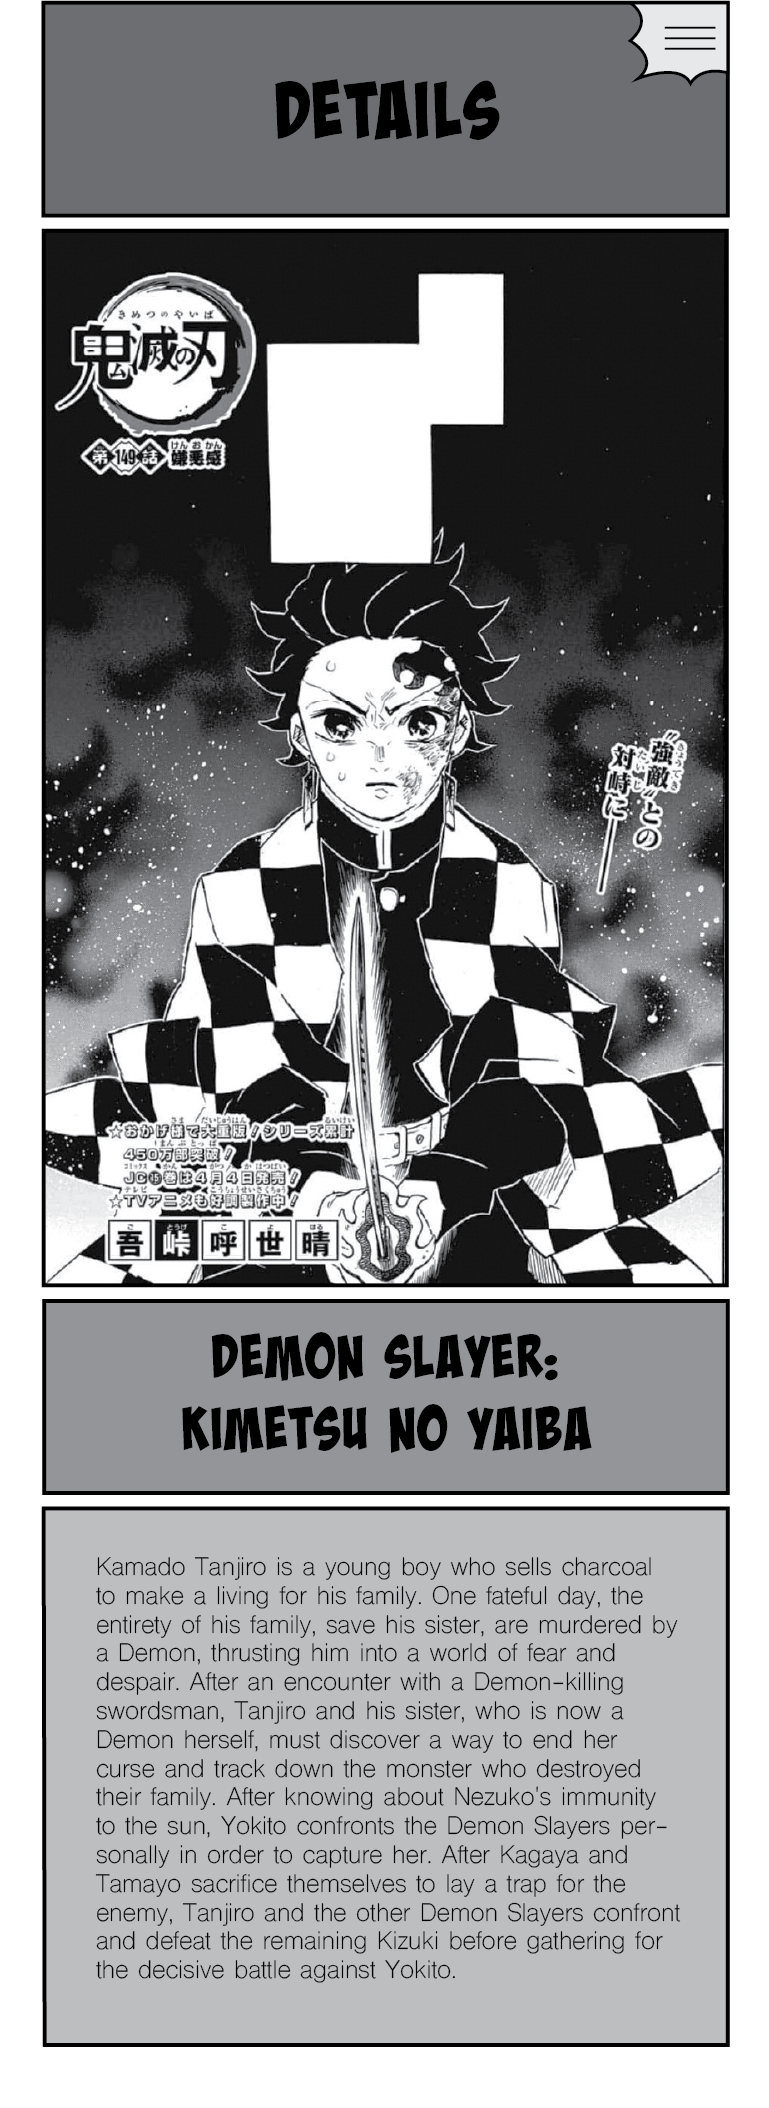 DETAILS
きめつのやいば
鬼滅の刃
第149話 嫌悪感
けんおかん
〝強敵〟との
対峙に━━
☆おかげ様で大重版！シリーズ累計
450万部突破！
JC⑮巻は4月4日発売！
☆TVアニメも好調製作中！
吾峠呼世晴
DEMON SLAYER:
KIMETSU NO YAIBA
Kamado Tanjiro is a young boy who sells charcoal
to make a living for his family. One fateful day, the
entirety of his family, save his sister, are murdered by
a Demon, thrusting him into a world of fear and
despair. After an encounter with a Demon-killing
swordsman, Tanjiro and his sister, who is now a
Demon herself, must discover a way to end her
curse and track down the monster who destroyed
their family. After knowing about Nezuko's immunity
to the sun, Yokito confronts the Demon Slayers per-
sonally in order to capture her. After Kagaya and
Tamayo sacrifice themselves to lay a trap for the
enemy, Tanjiro and the other Demon Slayers confront
and defeat the remaining Kizuki before gathering for
the decisive battle against Yokito.